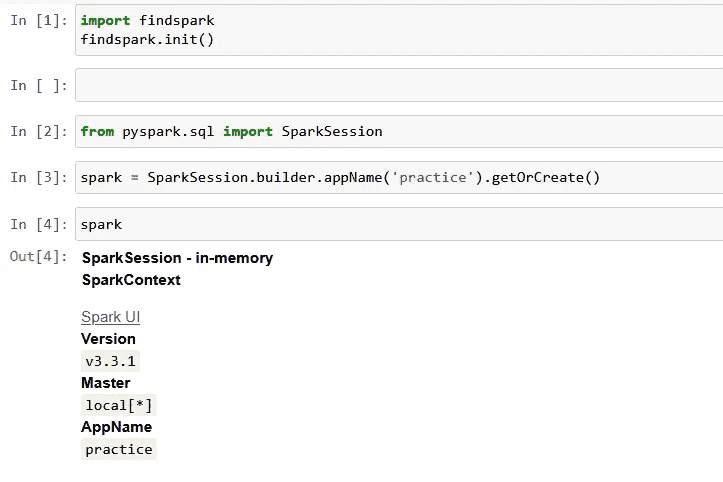 In [1]: import findspark
findspark.init()
In [ ]:
In [2]: from pyspark.sql import SparkSession
In [3]: spark = SparkSession.builder.appName('practice').getOrCreate()
In [4]: spark
Out[4]: SparkSession - in-memory
SparkContext
Spark UI
Version
v3.3.1
Master
local[*]
AppName
practice